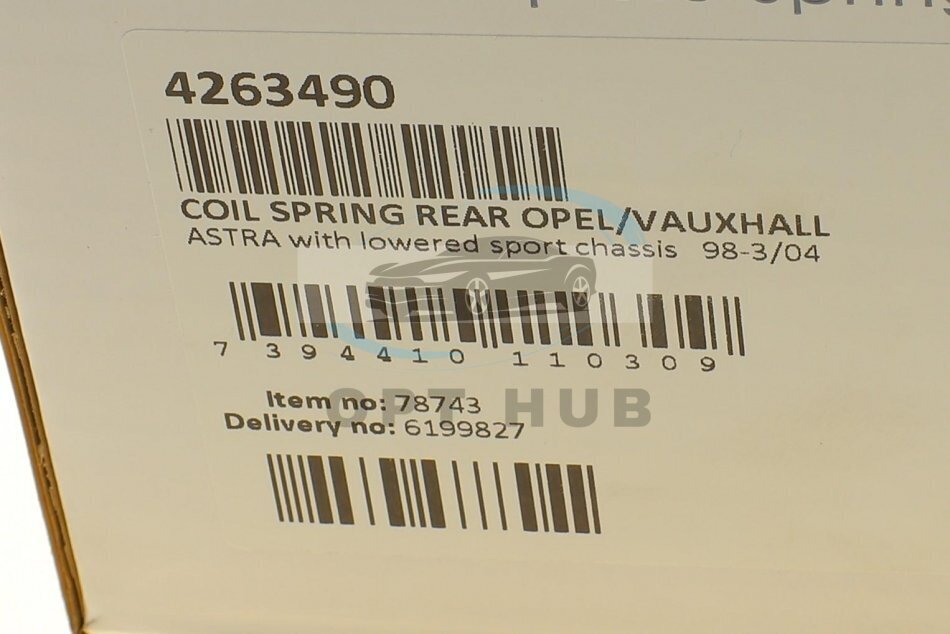 4263490
COIL SPRING REAR OPEL/VAUXHALL
ASTRA with lowered sport chassis 98-3/04
7 394410 110309
OPT HUB
Item no: 78743
Delivery no: 6199827